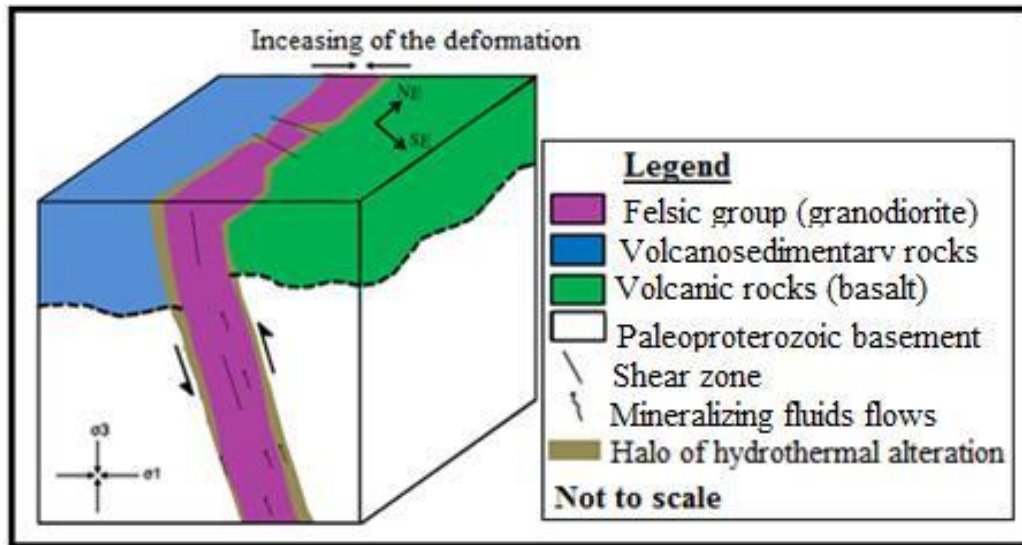 Inceasing of the deformation
NE
SE
σ3
σ1
Legend
Felsic group (granodiorite)
Volcanosedimentary rocks
Volcanic rocks (basalt)
Paleoproterozoic basement
Shear zone
Mineralizing fluids flows
Halo of hydrothermal alteration
Not to scale